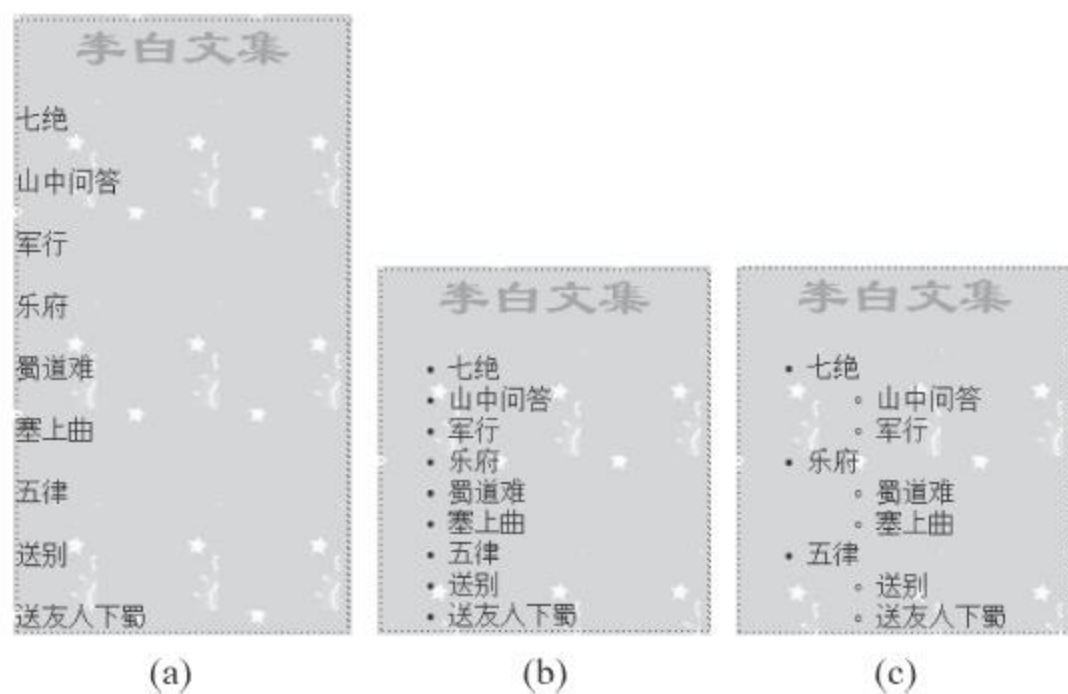 李白文集
七绝
山中问答
军行
乐府
蜀道难
塞上曲
五律
送别
送友人下蜀
(a)
李白文集
• 七绝
• 山中问答
• 军行
• 乐府
• 蜀道难
• 塞上曲
• 五律
• 送别
• 送友人下蜀
(b)
李白文集
• 七绝
◦ 山中问答
◦ 军行
• 乐府
◦ 蜀道难
◦ 塞上曲
• 五律
◦ 送别
◦ 送友人下蜀
(c)